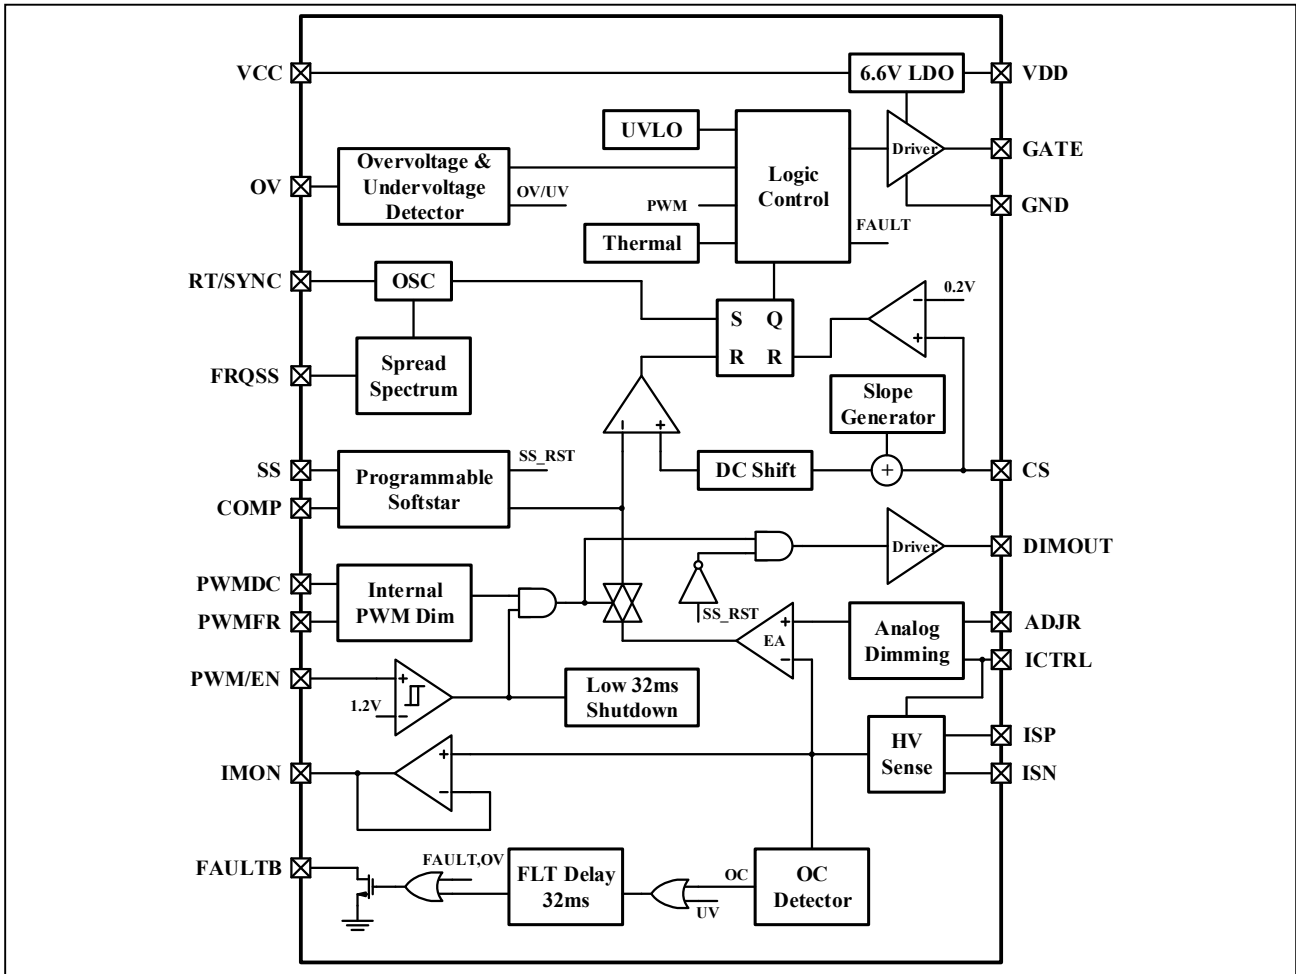 VCC
6.6V LDO
VDD
UVLO
Driver
GATE
Overvoltage &
Undervoltage
Detector
OV
OV/UV
Logic
Control
PWM
GND
FAULT
Thermal
RT/SYNC
OSC
0.2V
S Q
R R
FRQSS
Spread
Spectrum
Slope
Generator
SS
SS_RST
Programmable
Softstar
COMP
DC Shift
CS
Driver
DIMOUT
PWMDC
Internal
PWM Dim
PWMFR
SS_RST
EA
Analog
Dimming
ADJR
ICTRL
PWM/EN
1.2V
Low 32ms
Shutdown
HV
Sense
ISP
ISN
IMON
FAULTB
FAULT,OV
FLT Delay
32ms
OC
UV
OC
Detector